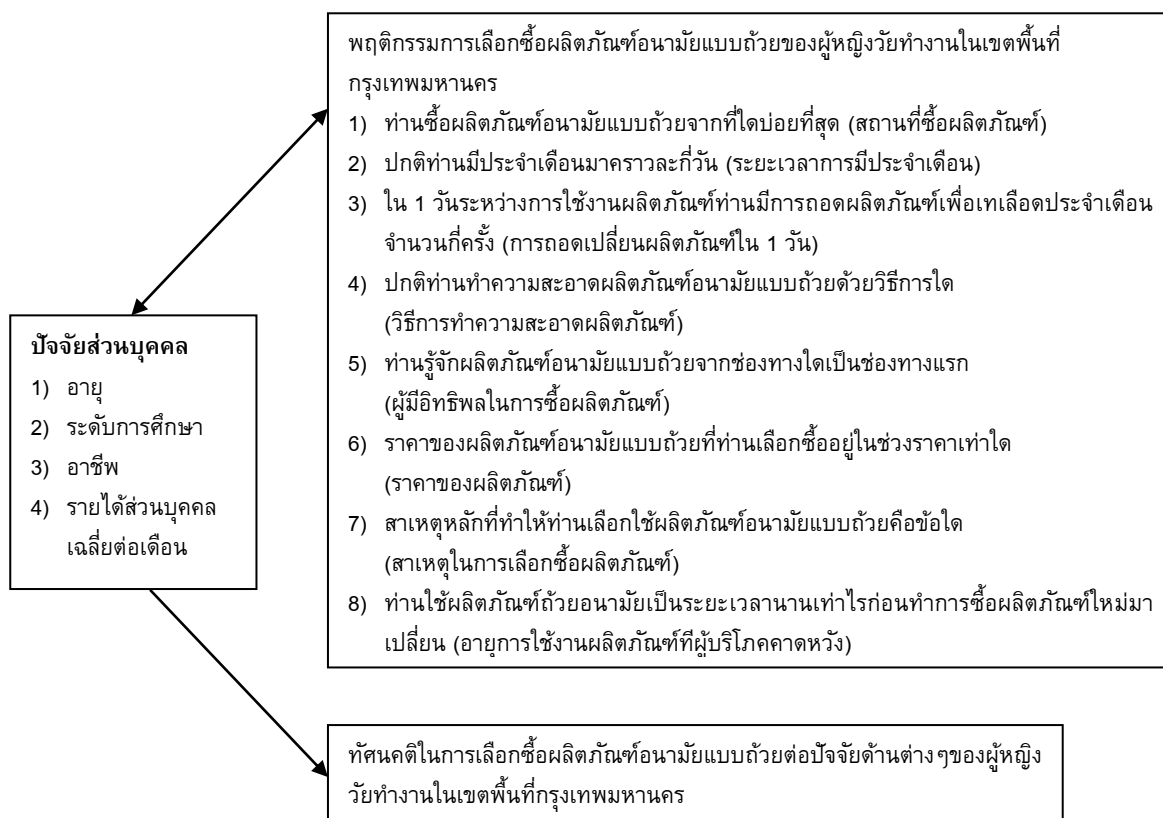 พฤติกรรมการเลือกซื้อผลิตภัณฑ์อนามัยแบบถ้วยของผู้หญิงวัยทำงานในเขตพื้นที่
กรุงเทพมหานคร
1) ท่านซื้อผลิตภัณฑ์อนามัยแบบถ้วยจากที่ใดบ่อยที่สุด (สถานที่ซื้อผลิตภัณฑ์)
2) ปกติท่านมีประจำเดือนมาคราวละกี่วัน (ระยะเวลาการมีประจำเดือน)
3) ใน 1 วันระหว่างการใช้งานผลิตภัณฑ์ท่านมีการถอดผลิตภัณฑ์เพื่อเทเลือดประจำเดือน
จำนวนกี่ครั้ง (การถอดเปลี่ยนผลิตภัณฑ์ใน 1 วัน)
4) ปกติท่านทำความสะอาดผลิตภัณฑ์อนามัยแบบถ้วยด้วยวิธีการใด
(วิธีการทำความสะอาดผลิตภัณฑ์)
5) ท่านรู้จักผลิตภัณฑ์อนามัยแบบถ้วยจากช่องทางใดเป็นช่องทางแรก
(ผู้มีอิทธิพลในการซื้อผลิตภัณฑ์)
6) ราคาของผลิตภัณฑ์อนามัยแบบถ้วยที่ท่านเลือกซื้ออยู่ในช่วงราคาเท่าใด
(ราคาของผลิตภัณฑ์)
7) สาเหตุหลักที่ทำให้ท่านเลือกใช้ผลิตภัณฑ์อนามัยแบบถ้วยคือข้อใด
(สาเหตุในการเลือกซื้อผลิตภัณฑ์)
8) ท่านใช้ผลิตภัณฑ์ถ้วยอนามัยเป็นระยะเวลานานเท่าไรก่อนทำการซื้อผลิตภัณฑ์ใหม่มา
เปลี่ยน (อายุการใช้งานผลิตภัณฑ์ทีผู้บริโภคคาดหวัง)
ปัจจัยส่วนบุคคล
1) อายุ
2) ระดับการศึกษา
3) อาชีพ
4) รายได้ส่วนบุคคล
เฉลี่ยต่อเดือน
ทัศนคติในการเลือกซื้อผลิตภัณฑ์อนามัยแบบถ้วยต่อปัจจัยด้านต่างๆของผู้หญิง
วัยทำงานในเขตพื้นที่กรุงเทพมหานคร